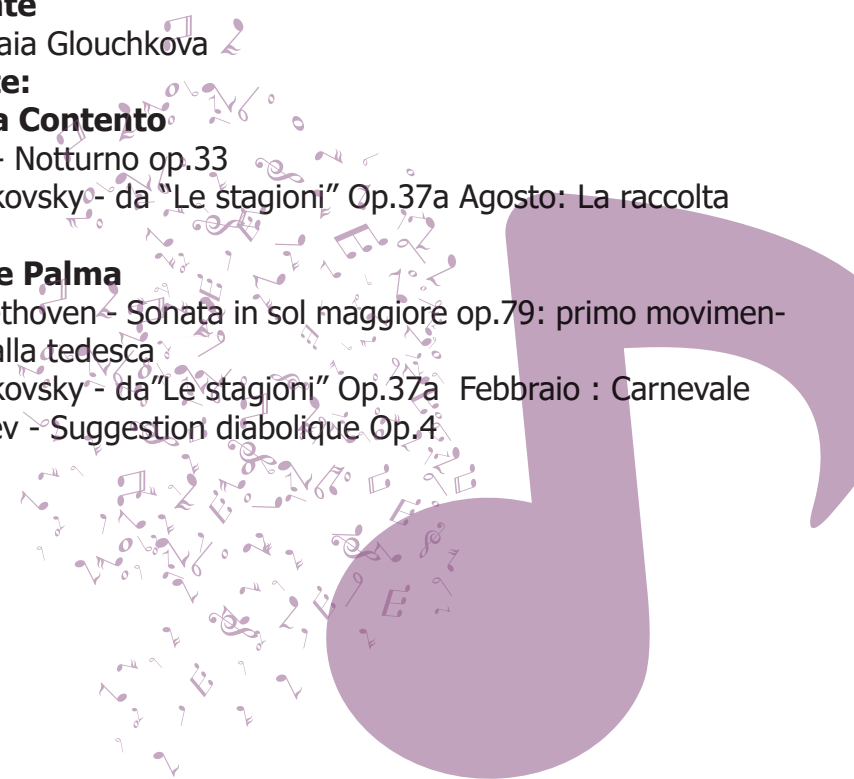 nte
aia Glouchkova
te:
a Contento
- Notturno op.33
kovsky - da “Le stagioni” Op.37a Agosto: La raccolta
e Palma
ethoven - Sonata in sol maggiore op.79: primo movimen-
alla tedesca
kovsky - da”Le stagioni” Op.37a  Febbraio : Carnevale
ev - Suggestion diabolique Op.4